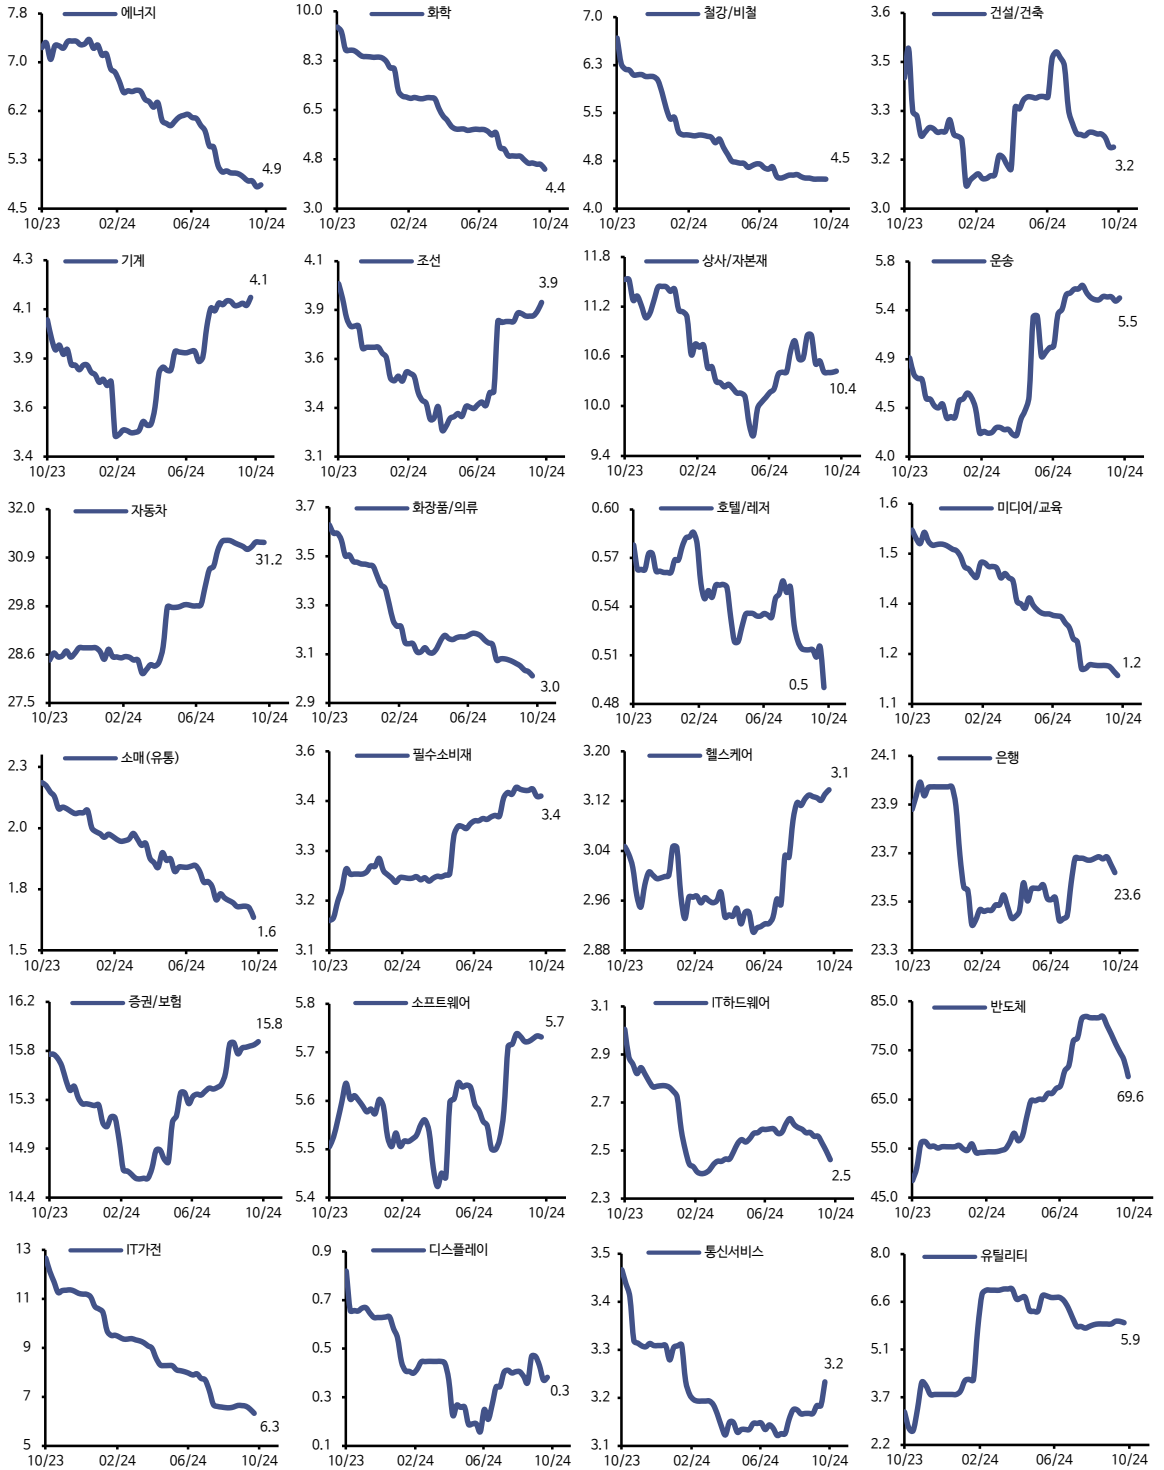 에너지
7.8
7.0
6.2
5.3
4.5
4.9
10/23 02/24 06/24 10/24
화학
10.0
8.3
6.5
4.8
3.0
4.4
10/23 02/24 06/24 10/24
철강/비철
7.0
6.3
5.5
4.8
4.0
4.5
10/23 02/24 06/24 10/24
건설/건축
3.6
3.5
3.3
3.2
3.0
3.2
10/23 02/24 06/24 10/24
기계
4.3
4.1
3.9
3.6
3.4
4.1
10/23 02/24 06/24 10/24
조선
4.1
3.9
3.6
3.4
3.1
3.9
10/23 02/24 06/24 10/24
상사/자본재
11.8
11.2
10.6
10.0
9.4
10.4
10/23 02/24 06/24 10/24
운송
5.8
5.4
4.9
4.5
4.0
5.5
10/23 02/24 06/24 10/24
자동차
32.0
30.9
29.8
28.6
27.5
31.2
10/23 02/24 06/24 10/24
화장품/의류
3.7
3.5
3.3
3.1
2.9
3.0
10/23 02/24 06/24 10/24
호텔/레저
0.60
0.57
0.54
0.51
0.48
0.5
10/23 02/24 06/24 10/24
미디어/교육
1.6
1.5
1.4
1.2
1.1
1.2
10/23 02/24 06/24 10/24
소매(유통)
2.3
2.0
1.8
1.5
1.6
10/23 02/24 06/24 10/24
필수소비재
3.6
3.4
3.3
3.2
3.1
3.4
10/23 02/24 06/24 10/24
헬스케어
3.20
3.12
3.04
2.96
2.88
3.1
10/23 02/24 06/24 10/24
은행
24.1
23.9
23.7
23.5
23.3
23.6
10/23 02/24 06/24 10/24
증권/보험
16.2
15.8
15.3
14.9
14.4
15.8
10/23 02/24 06/24 10/24
소프트웨어
5.8
5.7
5.6
5.5
5.4
5.7
10/23 02/24 06/24 10/24
IT하드웨어
3.1
2.9
2.7
2.5
2.3
2.5
10/23 02/24 06/24 10/24
반도체
85.0
75.0
65.0
55.0
45.0
69.6
10/23 02/24 06/24 10/24
IT가전
13
11
9
7
5
6.3
10/23 02/24 06/24 10/24
디스플레이
0.9
0.7
0.5
0.3
0.1
0.3
10/23 02/24 06/24 10/24
통신서비스
3.5
3.4
3.3
3.2
3.1
3.2
10/23 02/24 06/24 10/24
유틸리티
8.0
6.6
5.1
3.7
2.2
5.9
10/23 02/24 06/24 10/24